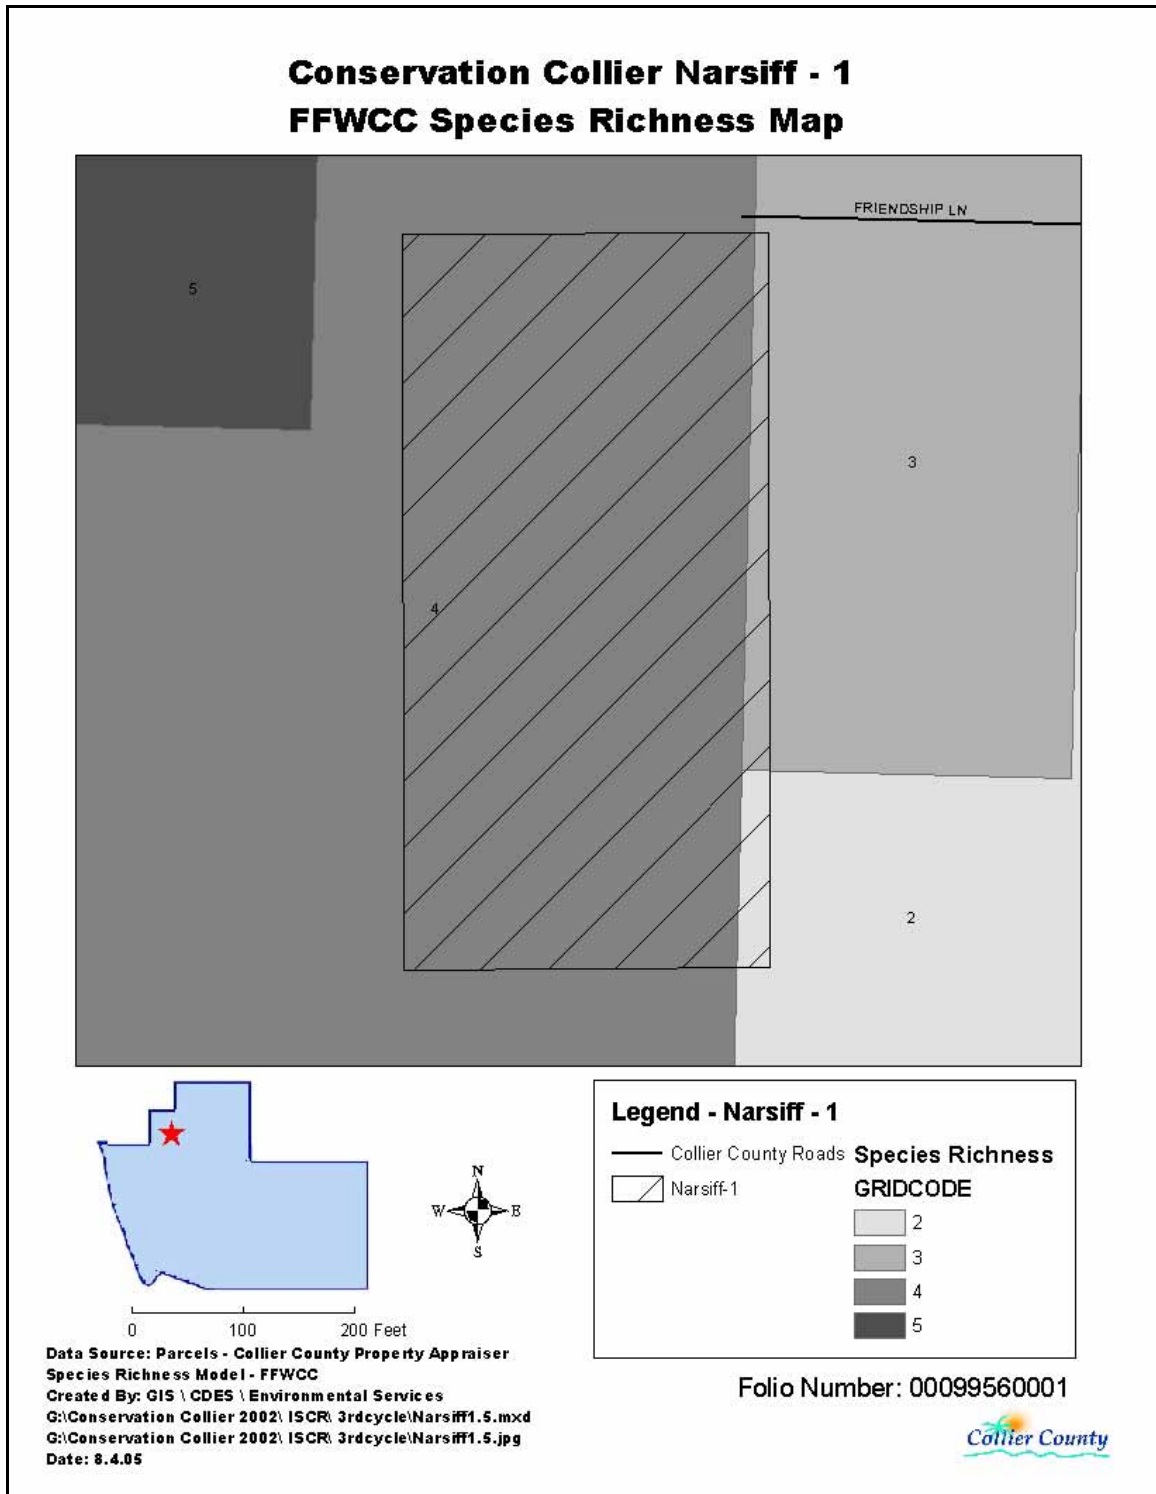 Conservation Collier Narsiff - 1
FFWCC Species Richness Map
FRIENDSHIP LN
5
3
4
2
Legend - Narsiff - 1
Collier County Roads
Narsiff-1
Species Richness
GRIDCODE
2
3
4
5
N
W E
S
0 100 200 Feet
Data Source: Parcels - Collier County Property Appraiser
Species Richness Model - FFWCC
Created By: GIS \ CDES \ Environmental Services
G:\Conservation Collier 2002\ ISCR\ 3rdcycle\Narsiff1.5.mxd
G:\Conservation Collier 2002\ ISCR\ 3rdcycle\Narsiff1.5.jpg
Date: 8.4.05
Folio Number: 00099560001
Collier County